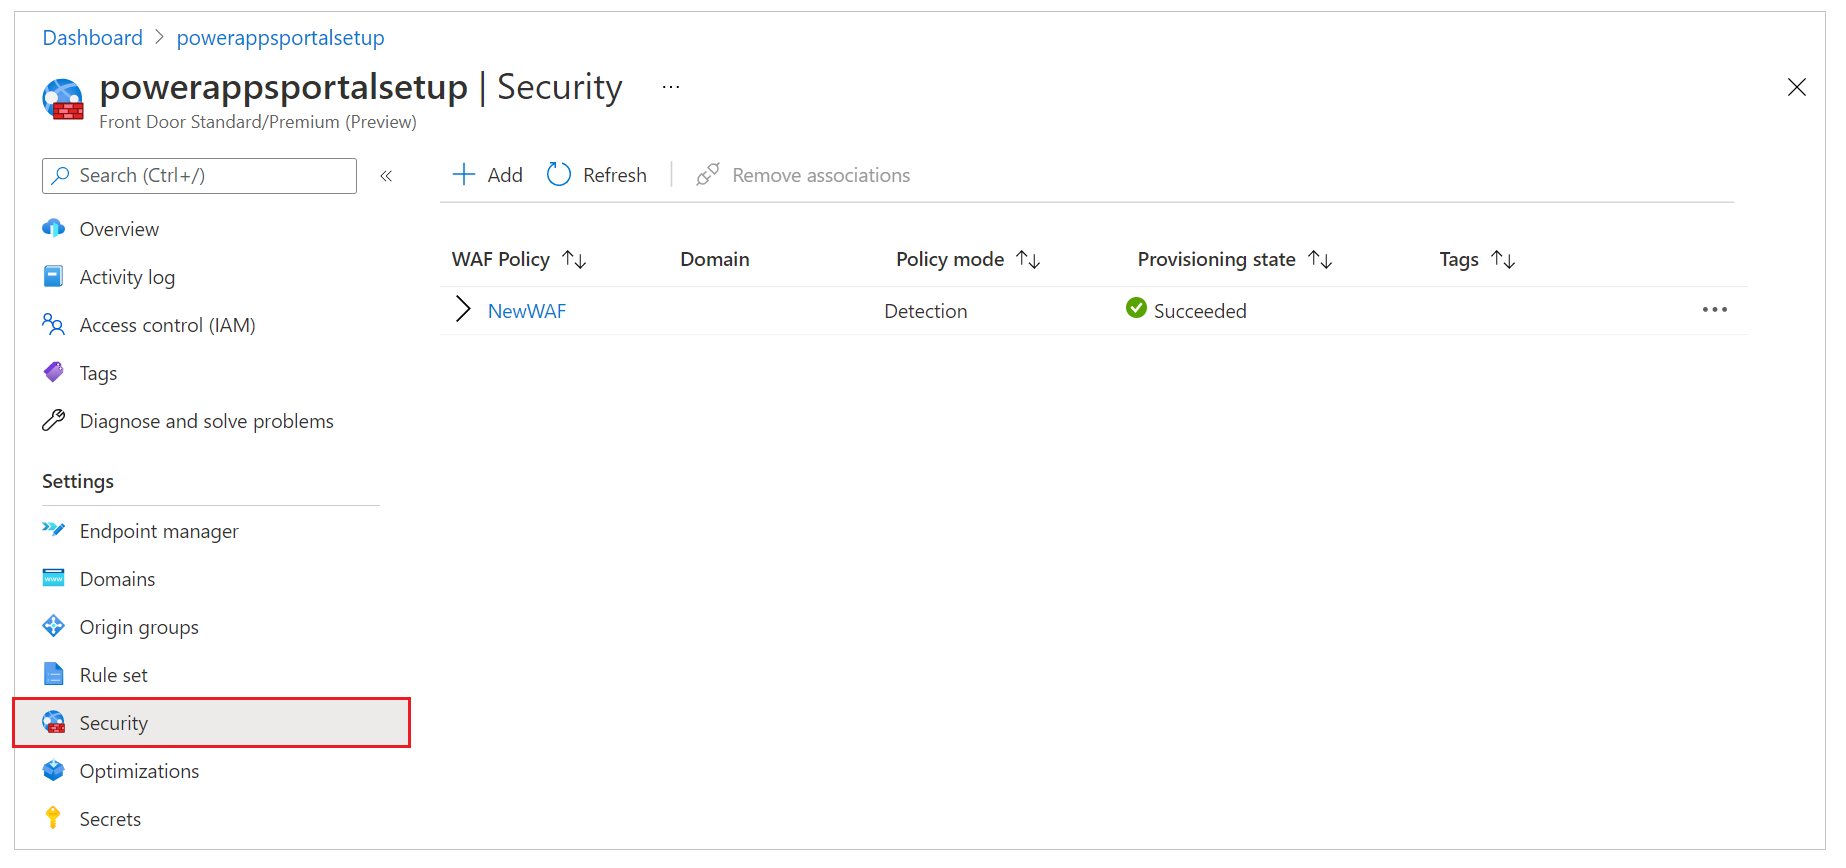 Dashboard > powerappsportalsetup
powerappsportalsetup | Security ...
Front Door Standard/Premium (Preview)
Search (Ctrl+/) «
Overview
Activity log
Access control (IAM)
Tags
Diagnose and solve problems
Settings
Endpoint manager
Domains
Origin groups
Rule set
Security
Optimizations
Secrets
Add Refresh Remove associations
WAF Policy Domain Policy mode Provisioning state Tags
NewWAF Detection Succeeded ...